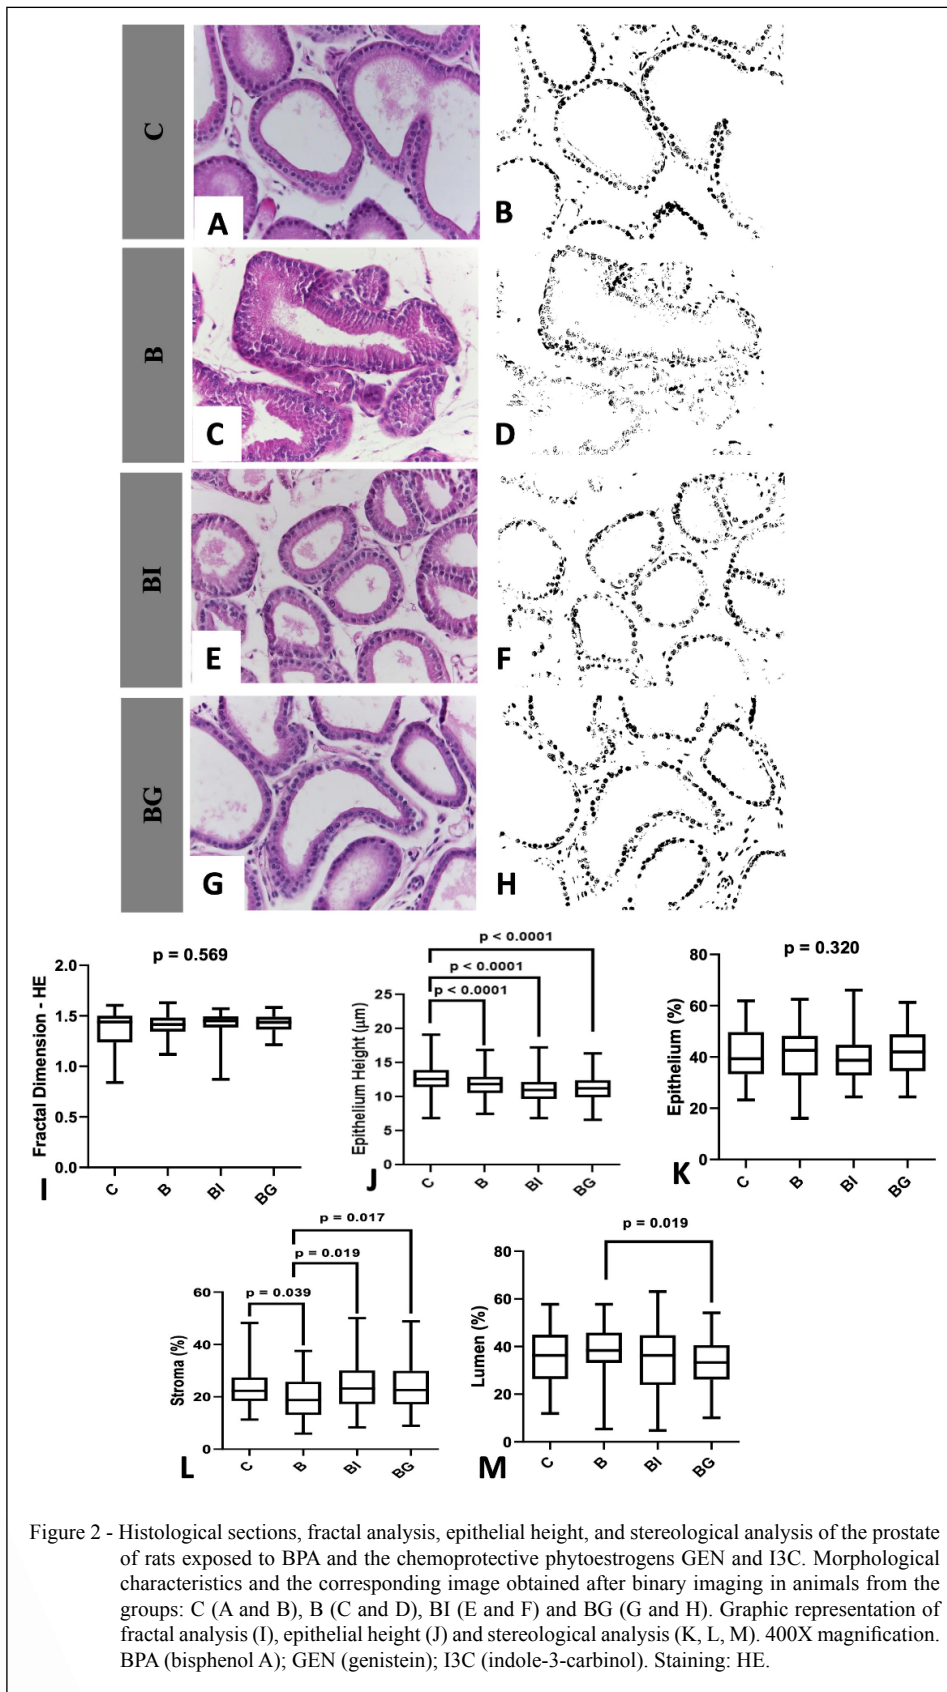 C
A
B
B
C
D
BI
E
F
BG
G
H
p = 0.569
Fractal Dimension - HE
2.0
1.5
1.0
0.5
0.0
C
B
BI
BG
I
p < 0.0001
p < 0.0001
p < 0.0001
Epithelium Height (µm)
25
20
15
10
5
0
C
B
BI
BG
J
p = 0.320
Epithelium (%)
80
60
40
20
0
C
B
BI
BG
K
p = 0.017
p = 0.019
p = 0.039
Stroma (%)
60
40
20
0
C
B
BI
BG
L
p = 0.019
Lumen (%)
80
60
40
20
0
C
B
BI
BG
M
Figure 2 - Histological sections, fractal analysis, epithelial height, and stereological analysis of the prostate
of rats exposed to BPA and the chemoprotective phytoestrogens GEN and I3C. Morphological
characteristics and the corresponding image obtained after binary imaging in animals from the
groups: C (A and B), B (C and D), BI (E and F) and BG (G and H). Graphic representation of
fractal analysis (I), epithelial height (J) and stereological analysis (K, L, M). 400X magnification.
BPA (bisphenol A); GEN (genistein); I3C (indole-3-carbinol). Staining: HE.